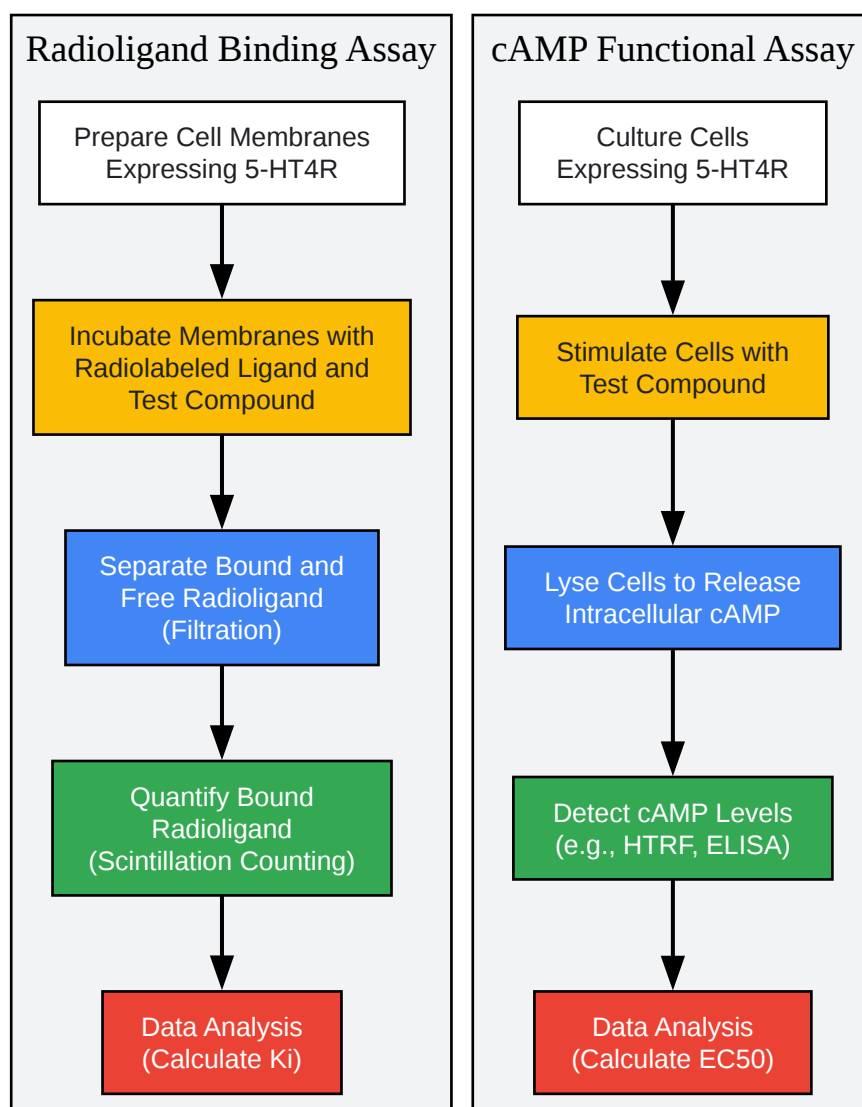 Radioligand Binding Assay
Prepare Cell Membranes
Expressing 5-HT4R
Incubate Membranes with
Radiolabeled Ligand and
Test Compound
Separate Bound and
Free Radioligand
(Filtration)
Quantify Bound
Radioligand
(Scintillation Counting)
Data Analysis
(Calculate Ki)
cAMP Functional Assay
Culture Cells
Expressing 5-HT4R
Stimulate Cells with
Test Compound
Lyse Cells to Release
Intracellular cAMP
Detect cAMP Levels
(e.g., HTRF, ELISA)
Data Analysis
(Calculate EC50)